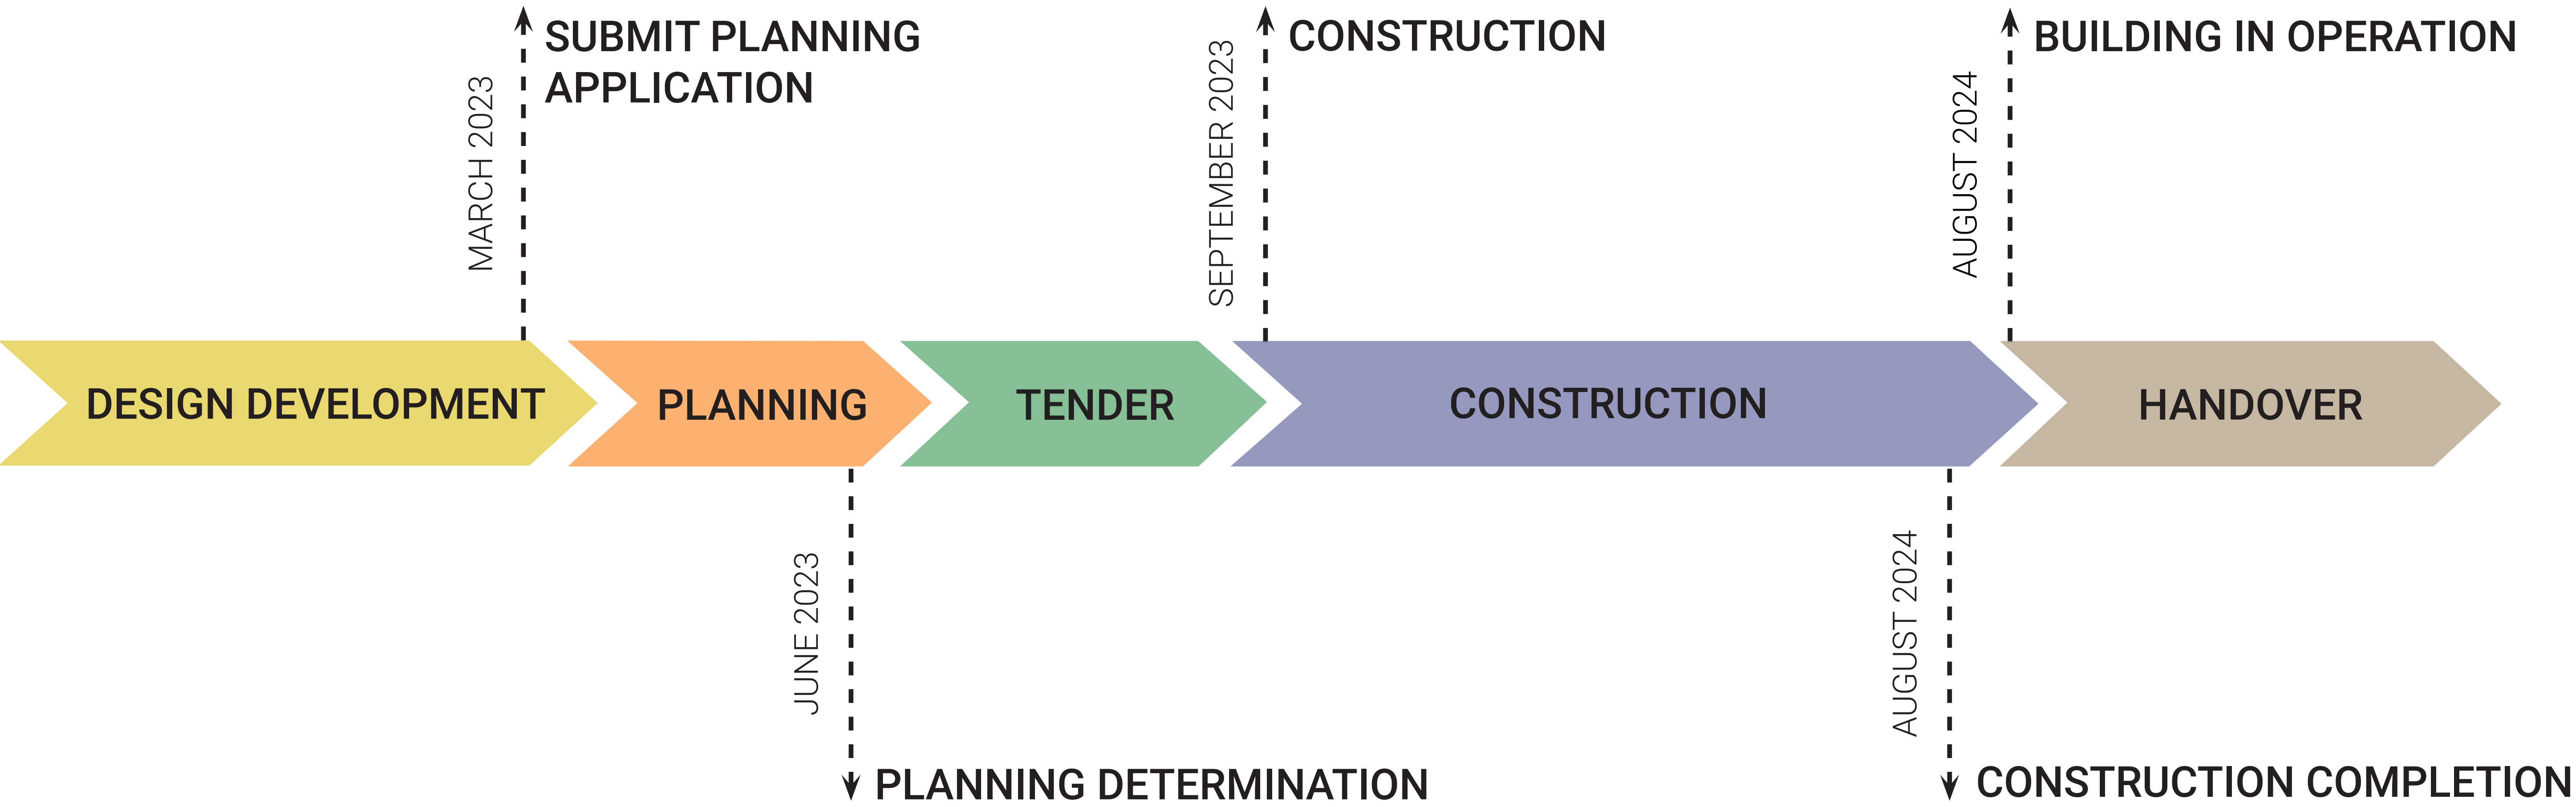 MARCH 2023
SUBMIT PLANNING
APPLICATION
SEPTEMBER 2023
CONSTRUCTION
AUGUST 2024
BUILDING IN OPERATION
DESIGN DEVELOPMENT
PLANNING
TENDER
CONSTRUCTION
HANDOVER
JUNE 2023
PLANNING DETERMINATION
AUGUST 2024
CONSTRUCTION COMPLETION